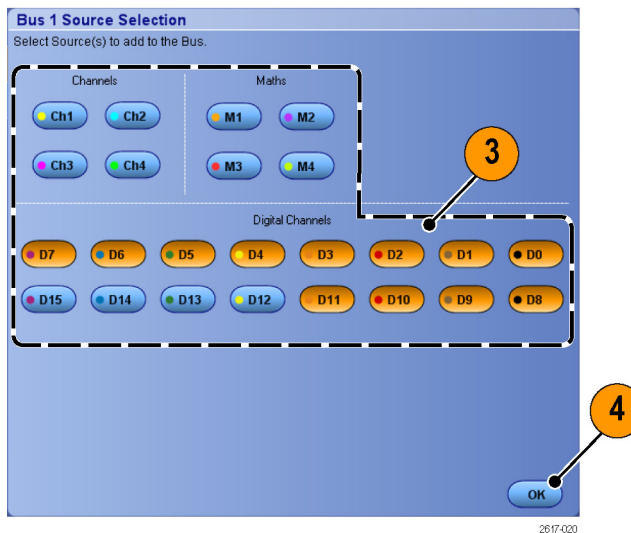 Bus 1 Source Selection
Select Source(s) to add to the Bus.
Channels Maths
Ch1 Ch2 M1 M2
3
Ch3 Ch4 M3 M4
Digital Channels
D7 D6 D5 D4 D3 D2 D1 D0
D15 D14 D13 D12 D11 D10 D9 D8
4
OK
2617-020